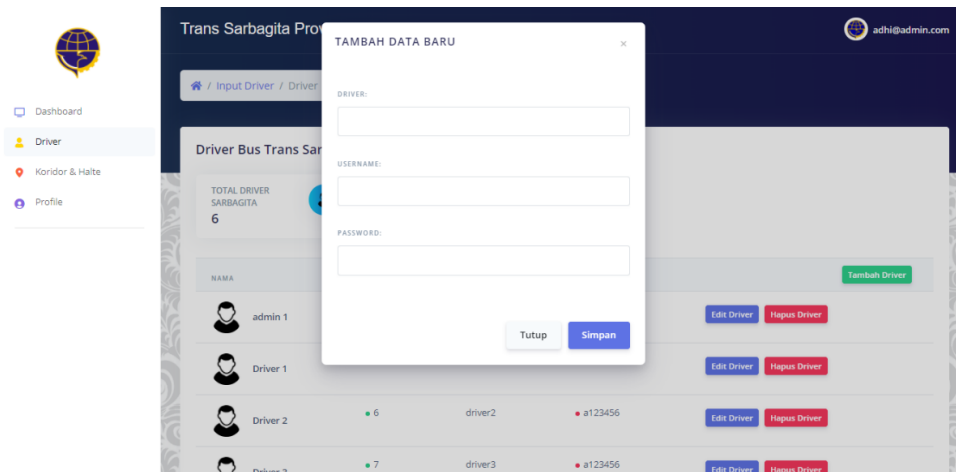 Trans Sarbagita Prov
adhi@admin.com
/ Input Driver / Driver
Dashboard
Driver
Koridor & Halte
Profile
TAMBAH DATA BARU
×
DRIVER:
USERNAME:
PASSWORD:
Tutup
Simpan
Driver Bus Trans Sar
TOTAL DRIVER
SARBAGITA
6
NAMA
Tambah Driver
admin 1
Edit Driver
Hapus Driver
Driver 1
Edit Driver
Hapus Driver
Driver 2
6
driver2
a123456
Edit Driver
Hapus Driver
Driver 3
7
driver3
a123456
Edit Driver
Hapus Driver